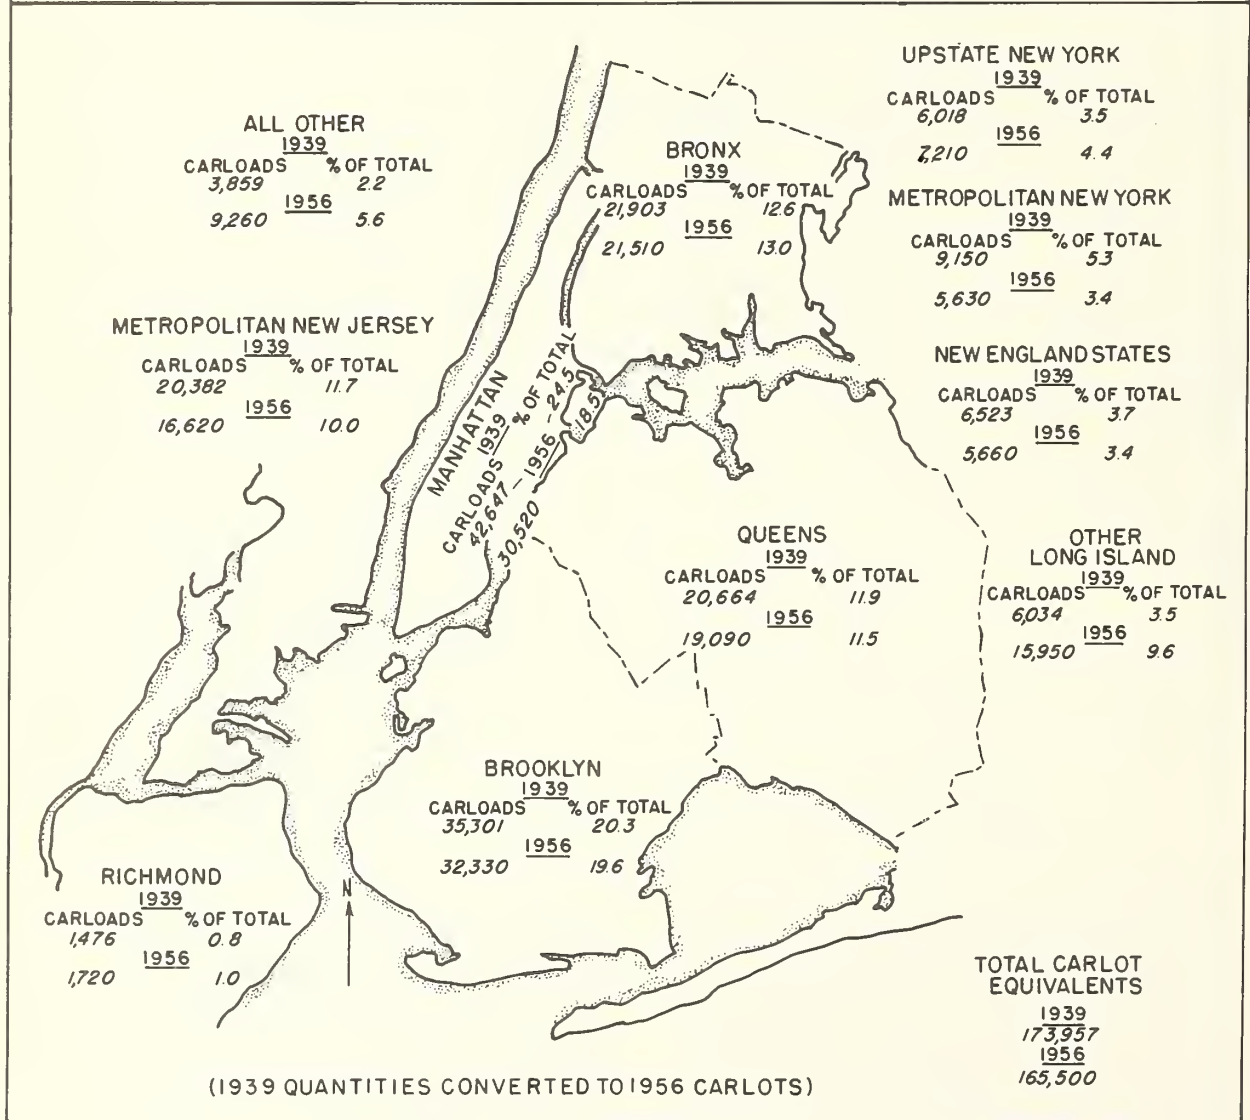 ALL OTHER
1939
CARLOADS % OF TOTAL
3,859 2.2
1956
9,260 5.6
UPSTATE NEW YORK
1939
CARLOADS % OF TOTAL
6,018 3.5
1956
7,210 4.4
BRONX
1939
CARLOADS % OF TOTAL
21,903 12.6
1956
21,510 13.0
METROPOLITAN NEW YORK
1939
CARLOADS % OF TOTAL
9,150 53
1956
5,630 3.4
METROPOLITAN NEW JERSEY
1939
CARLOADS % OF TOTAL
20,382 11.7
1956
16,620 10.0
MANHATTAN
1939
CARLOADS % OF TOTAL
42,647 - 1956 - 24.5
30,520 18.5
NEW ENGLAND STATES
1939
CARLOADS % OF TOTAL
6,523 3.7
1956
5,660 3.4
QUEENS
1939
CARLOADS % OF TOTAL
20,664 11.9
1956
19,090 11.5
OTHER
LONG ISLAND
1939
CARLOADS % OF TOTAL
6,034 3.5
1956
15,950 9.6
BROOKLYN
1939
CARLOADS % OF TOTAL
35,301 20.3
1956
32,330 19.6
RICHMOND
1939
CARLOADS % OF TOTAL
1,476 0.8
1956
1,720 1.0
N
TOTAL CARLOT
EQUIVALENTS
1939
173,957
1956
165,500
(1939 QUANTITIES CONVERTED TO 1956 CARLOTS)